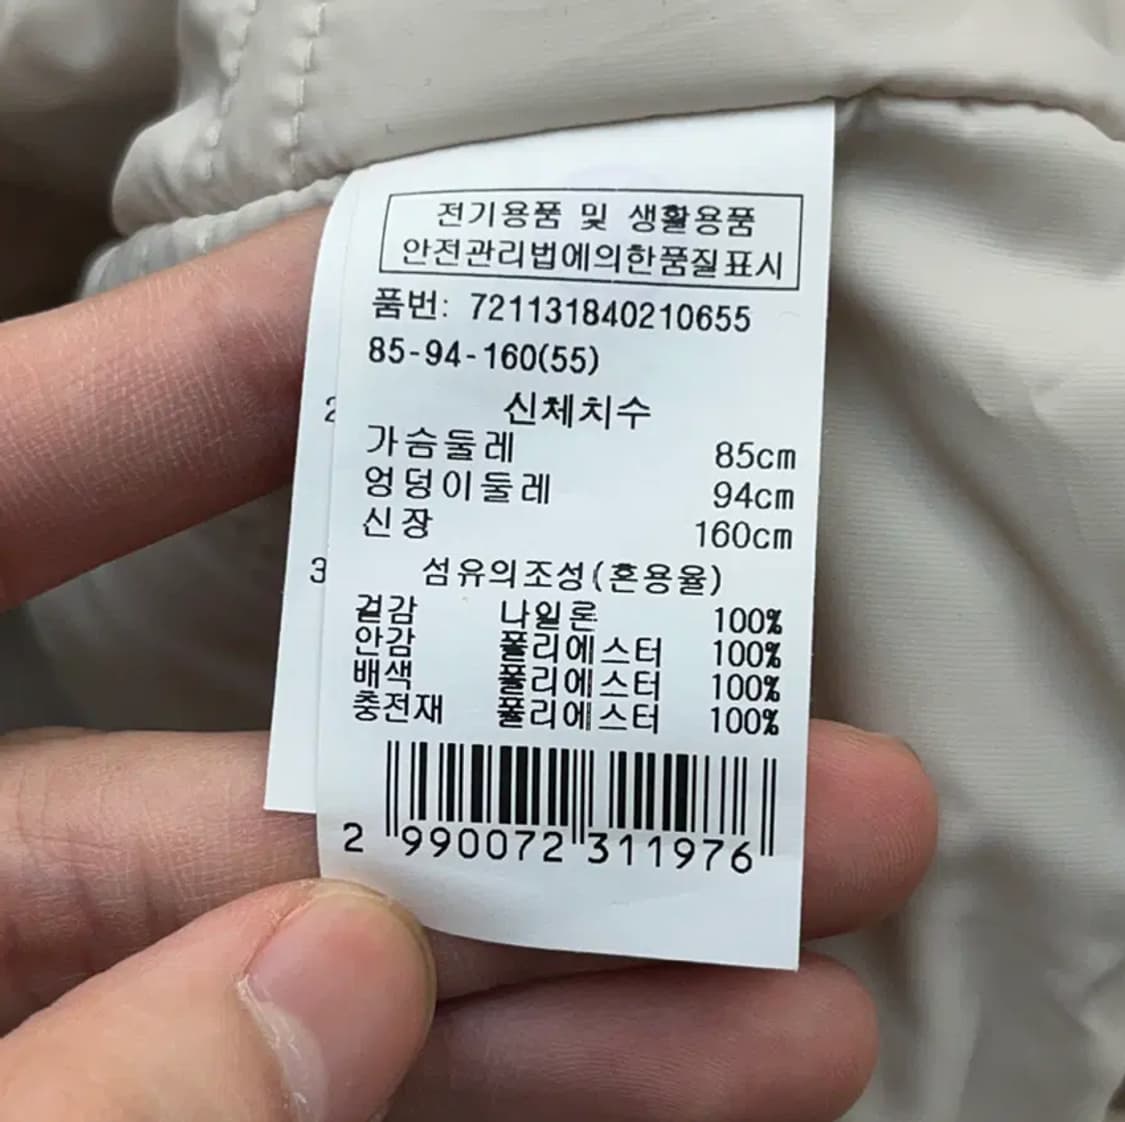 전기용품 및 생활용품
안전관리법에의한품질표시
품번: 721131840210655
85-94-160(55)
신체치수
가슴둘레 85cm
엉덩이둘레 94cm
신장 160cm
섬유의조성(혼용율)
겉감 나일론 100%
안감 폴리에스터 100%
배색 폴리에스터 100%
충전재 폴리에스터 100%
2 990072 311976
2
3